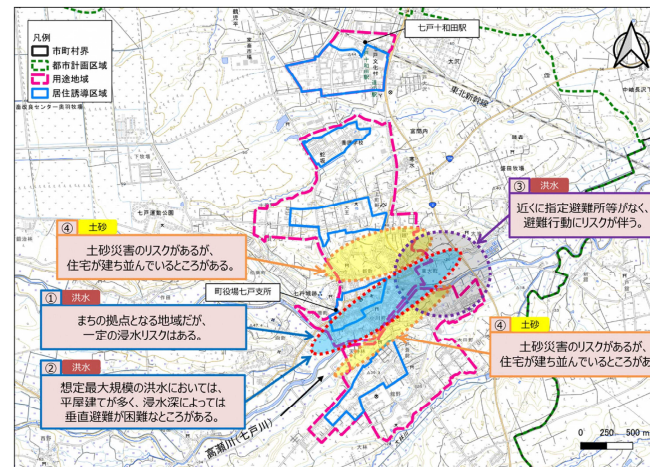 凡例
市町村界
都市計画区域
用途地域
居住誘導区域
七戸十和田駅
東北新幹線
七戸運動公園
③ 洪水
近くに指定避難所等がなく、
避難行動にリスクが伴う。
④ 土砂
土砂災害のリスクがあるが、
住宅が建ち並んでいるところがある。
町役場七戸支所
① 洪水
まちの拠点となる地域だが、
一定の浸水リスクはある。
② 洪水
想定最大規模の洪水においては、
平屋建てが多く、浸水深によっては
垂直避難が困難なところがある。
④ 土砂
土砂災害のリスクがあるが、
住宅が建ち並んでいるところがあ
高瀬川(七戸川)
0 250 500 m